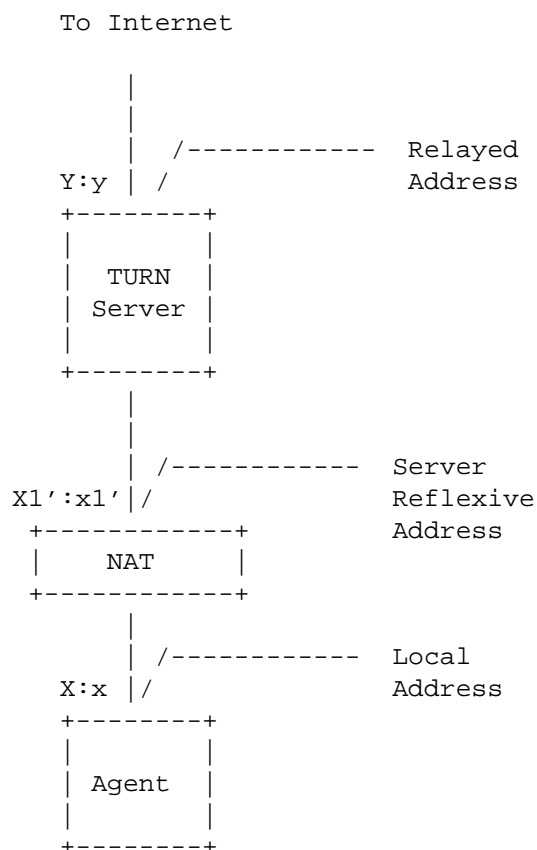 To Internet
Relayed
Y:y Address
TURN
Server
Server
X1':x1' Reflexive
Address
NAT
Local
X:x Address
Agent